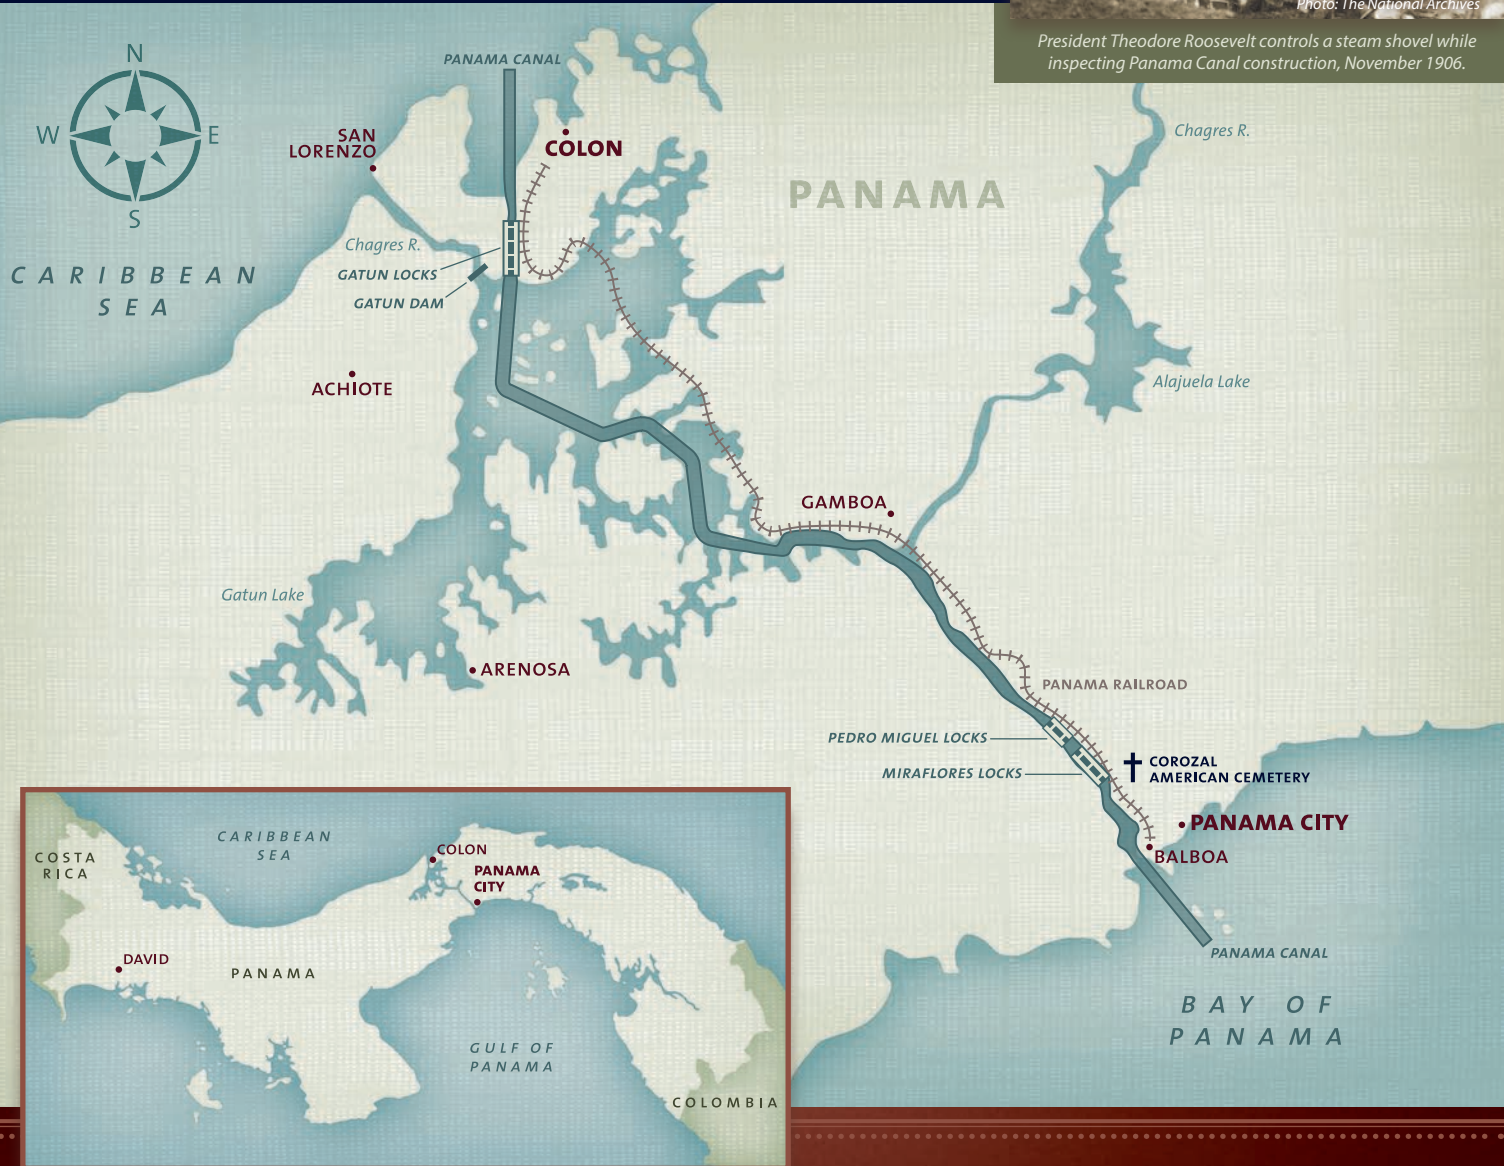 Photo: The National Archives
President Theodore Roosevelt controls a steam shovel while
inspecting Panama Canal construction, November 1906.
N
W
E
S
PANAMA CANAL
SAN
LORENZO
COLON
Chagres R.
PANAMA
Chagres R.
GATUN LOCKS
GATUN DAM
CARIBBEAN
SEA
ACHIOTE
Alajuela Lake
GAMBOA
Gatun Lake
ARENOSA
PANAMA RAILROAD
PEDRO MIGUEL LOCKS
MIRAFLORES LOCKS
COROZAL
AMERICAN CEMETERY
PANAMA CITY
BALBOA
PANAMA CANAL
BAY OF
PANAMA
CARIBBEAN
SEA
COSTA
RICA
COLON
PANAMA
CITY
DAVID
PANAMA
GULF OF
PANAMA
COLOMBIA